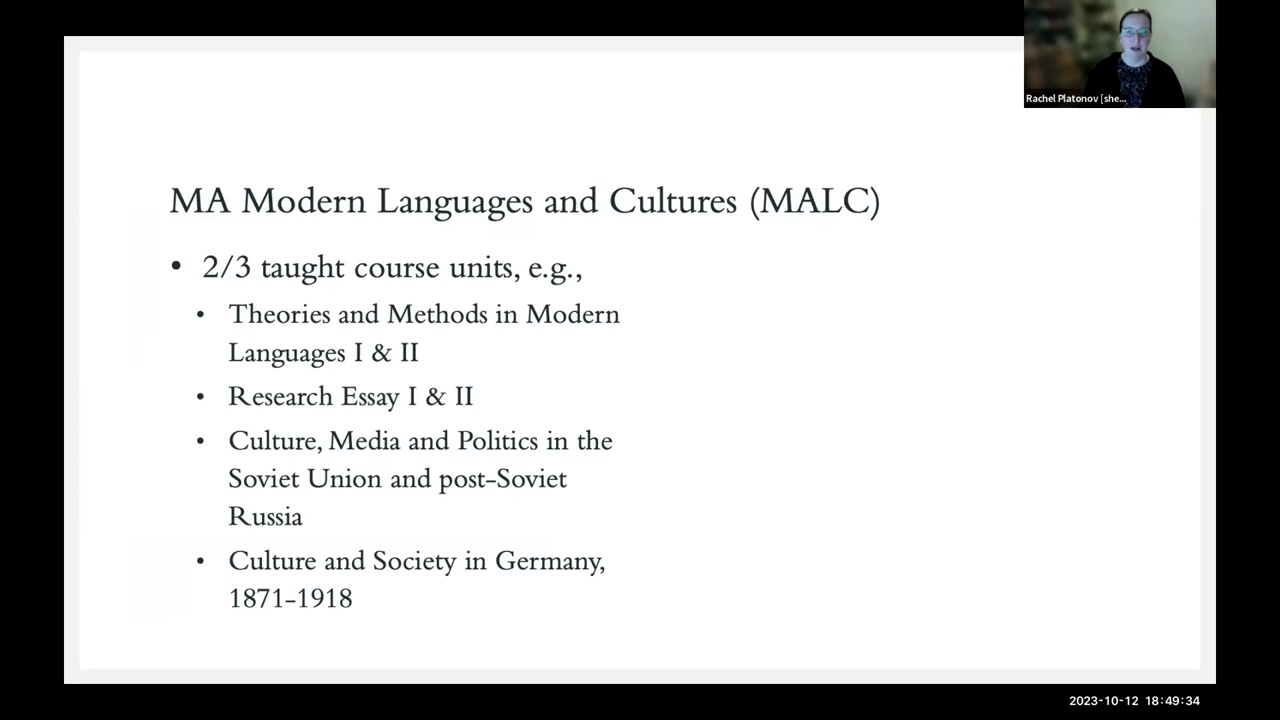 Rachel Platonov [she...
MA Modern Languages and Cultures (MALC)
• 2/3 taught course units, e.g.,
• Theories and Methods in Modern
Languages I & II
• Research Essay I & II
• Culture, Media and Politics in the
Soviet Union and post-Soviet
Russia
• Culture and Society in Germany,
1871-1918
2023-10-12 18:49:34